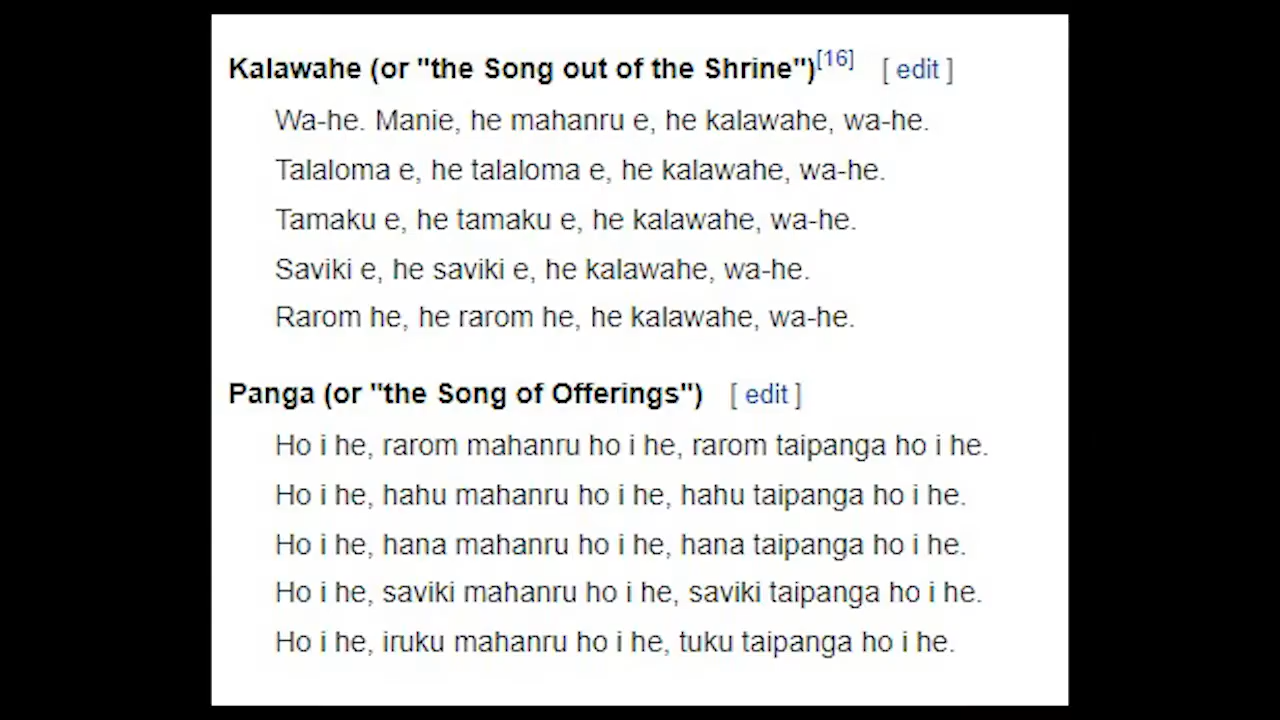 Kalawahe (or "the Song out of the Shrine")[16] [ edit ]
Wa-he. Manie, he mahanru e, he kalawahe, wa-he.
Talaloma e, he talaloma e, he kalawahe, wa-he.
Tamaku e, he tamaku e, he kalawahe, wa-he.
Saviki e, he saviki e, he kalawahe, wa-he.
Rarom he, he rarom he, he kalawahe, wa-he.
Panga (or "the Song of Offerings") [ edit ]
Ho i he, rarom mahanru ho i he, rarom taipanga ho i he.
Ho i he, hahu mahanru ho i he, hahu taipanga ho i he.
Ho i he, hana mahanru ho i he, hana taipanga ho i he.
Ho i he, saviki mahanru ho i he, saviki taipanga ho i he.
Ho i he, iruku mahanru ho i he, tuku taipanga ho i he.